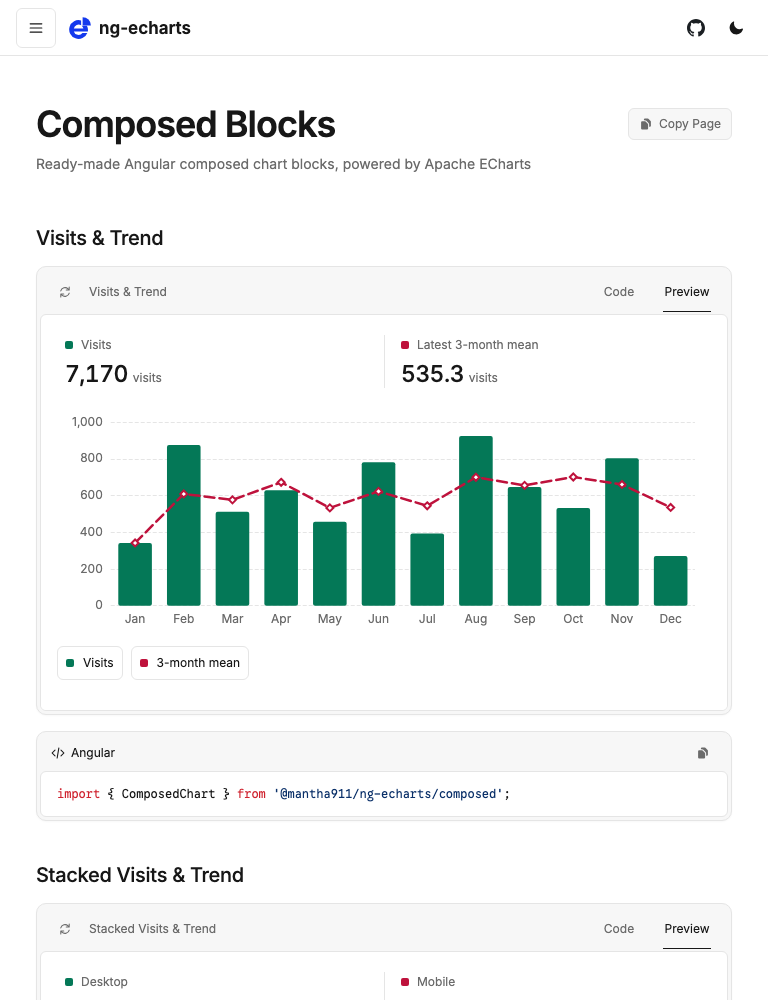 ng-echarts
Composed Blocks
Copy Page
Ready-made Angular composed chart blocks, powered by Apache ECharts
Visits & Trend
Visits & Trend
Code
Preview
Visits
7,170 visits
Latest 3-month mean
535.3 visits
1,000
800
600
400
200
0
Jan Feb Mar Apr May Jun Jul Aug Sep Oct Nov Dec
Visits
3-month mean
</> Angular
import { ComposedChart } from '@mantha911/ng-echarts/composed';
Stacked Visits & Trend
Stacked Visits & Trend
Code
Preview
Desktop
Mobile